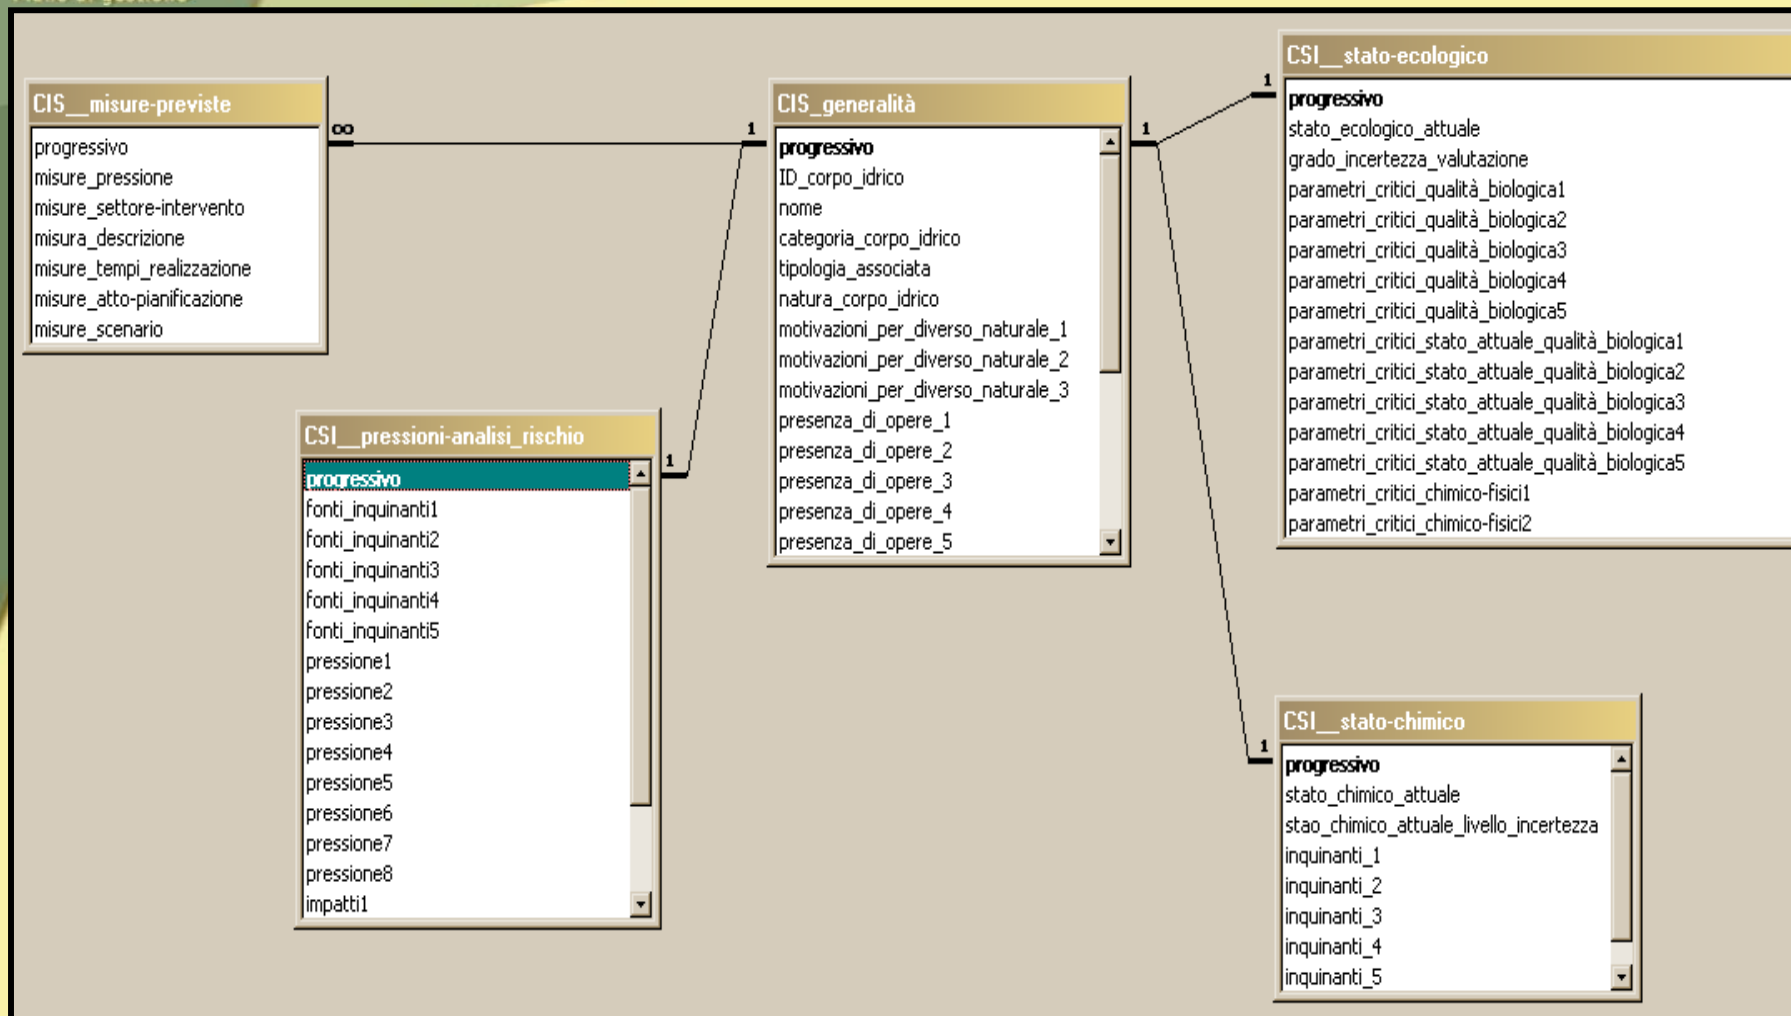 CIS__misure-previste
∞
progressivo
misure_pressione
misure_settore-intervento
misura_descrizione
misure_tempi_realizzazione
misure_atto-pianificazione
misure_scenario
CSI__pressioni-analisi_rischio
1
progressivo
fonti_inquinanti1
fonti_inquinanti2
fonti_inquinanti3
fonti_inquinanti4
fonti_inquinanti5
pressione1
pressione2
pressione3
pressione4
pressione5
pressione6
pressione7
pressione8
impatti1
CIS_generalità
1
1
progressivo
ID_corpo_idrico
nome
categoria_corpo_idrico
tipologia_associata
natura_corpo_idrico
motivazioni_per_diverso_naturale_1
motivazioni_per_diverso_naturale_2
motivazioni_per_diverso_naturale_3
presenza_di_opere_1
presenza_di_opere_2
presenza_di_opere_3
presenza_di_opere_4
presenza_di_opere_5
CSI__stato-ecologico
1
progressivo
stato_ecologico_attuale
grado_incertezza_valutazione
parametri_critici_qualità_biologica1
parametri_critici_qualità_biologica2
parametri_critici_qualità_biologica3
parametri_critici_qualità_biologica4
parametri_critici_qualità_biologica5
parametri_critici_stato_attuale_qualità_biologica1
parametri_critici_stato_attuale_qualità_biologica2
parametri_critici_stato_attuale_qualità_biologica3
parametri_critici_stato_attuale_qualità_biologica4
parametri_critici_stato_attuale_qualità_biologica5
parametri_critici_chimico-fisici1
parametri_critici_chimico-fisici2
CSI__stato-chimico
1
progressivo
stato_chimico_attuale
stao_chimico_attuale_livello_incertezza
inquinanti_1
inquinanti_2
inquinanti_3
inquinanti_4
inquinanti_5